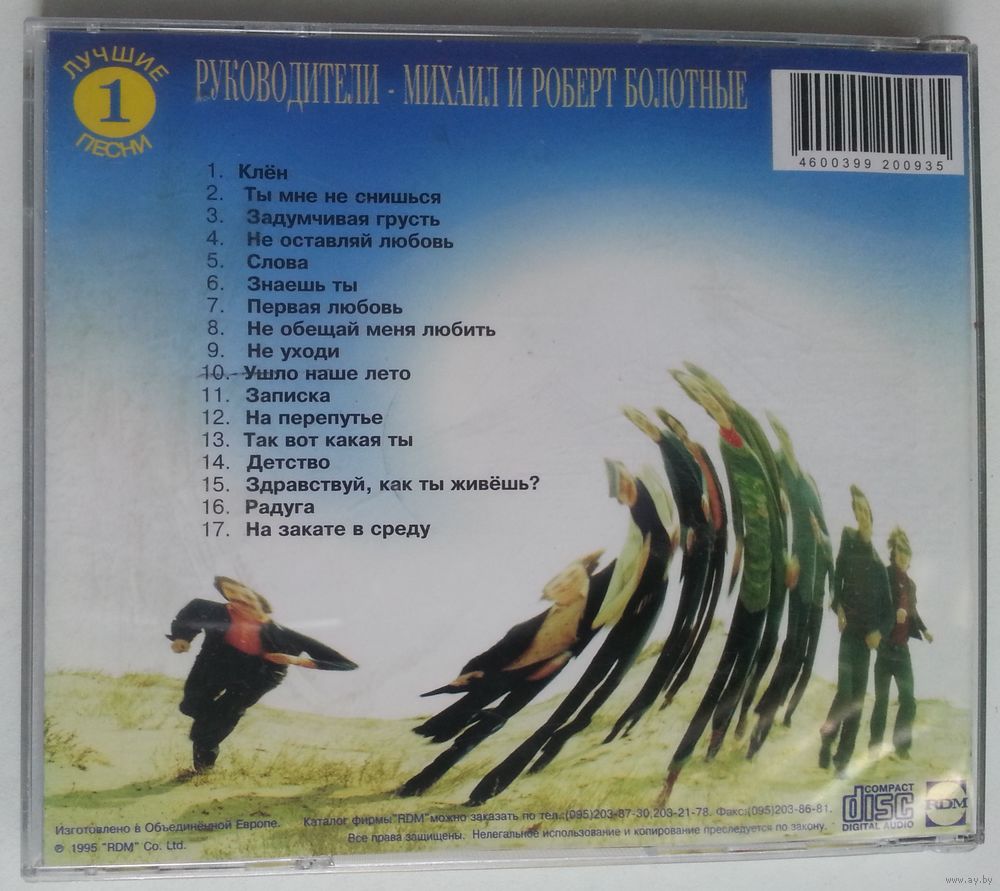 ЛУЧШИЕ
1
ПЕСНИ
РУКОВОДИТЕЛИ - МИХАИЛ И РОБЕРТ БОЛОТНЫЕ
4600399 200935
1. Клён
2. Ты мне не снишься
3. Задумчивая грусть
4. Не оставляй любовь
5. Слова
6. Знаешь ты
7. Первая любовь
8. Не обещай меня любить
9. Не уходи
10. Ушло наше лето
11. Записка
12. На перепутье
13. Так вот какая ты
14. Детство
15. Здравствуй, как ты живёшь?
16. Радуга
17. На закате в среду
Изготовлено в Объединённой Европе.
℗ 1995 "RDM" Co. Ltd.
Каталог фирмы"RDM"можно заказать по тел.:(095)203-87-30,203-21-78. Факс:(095)203-86-81.
Все права защищены. Нелегальное использование и копирование преследуется по закону.
COMPACT
disc
DIGITAL AUDIO
RDM
www.ay.by